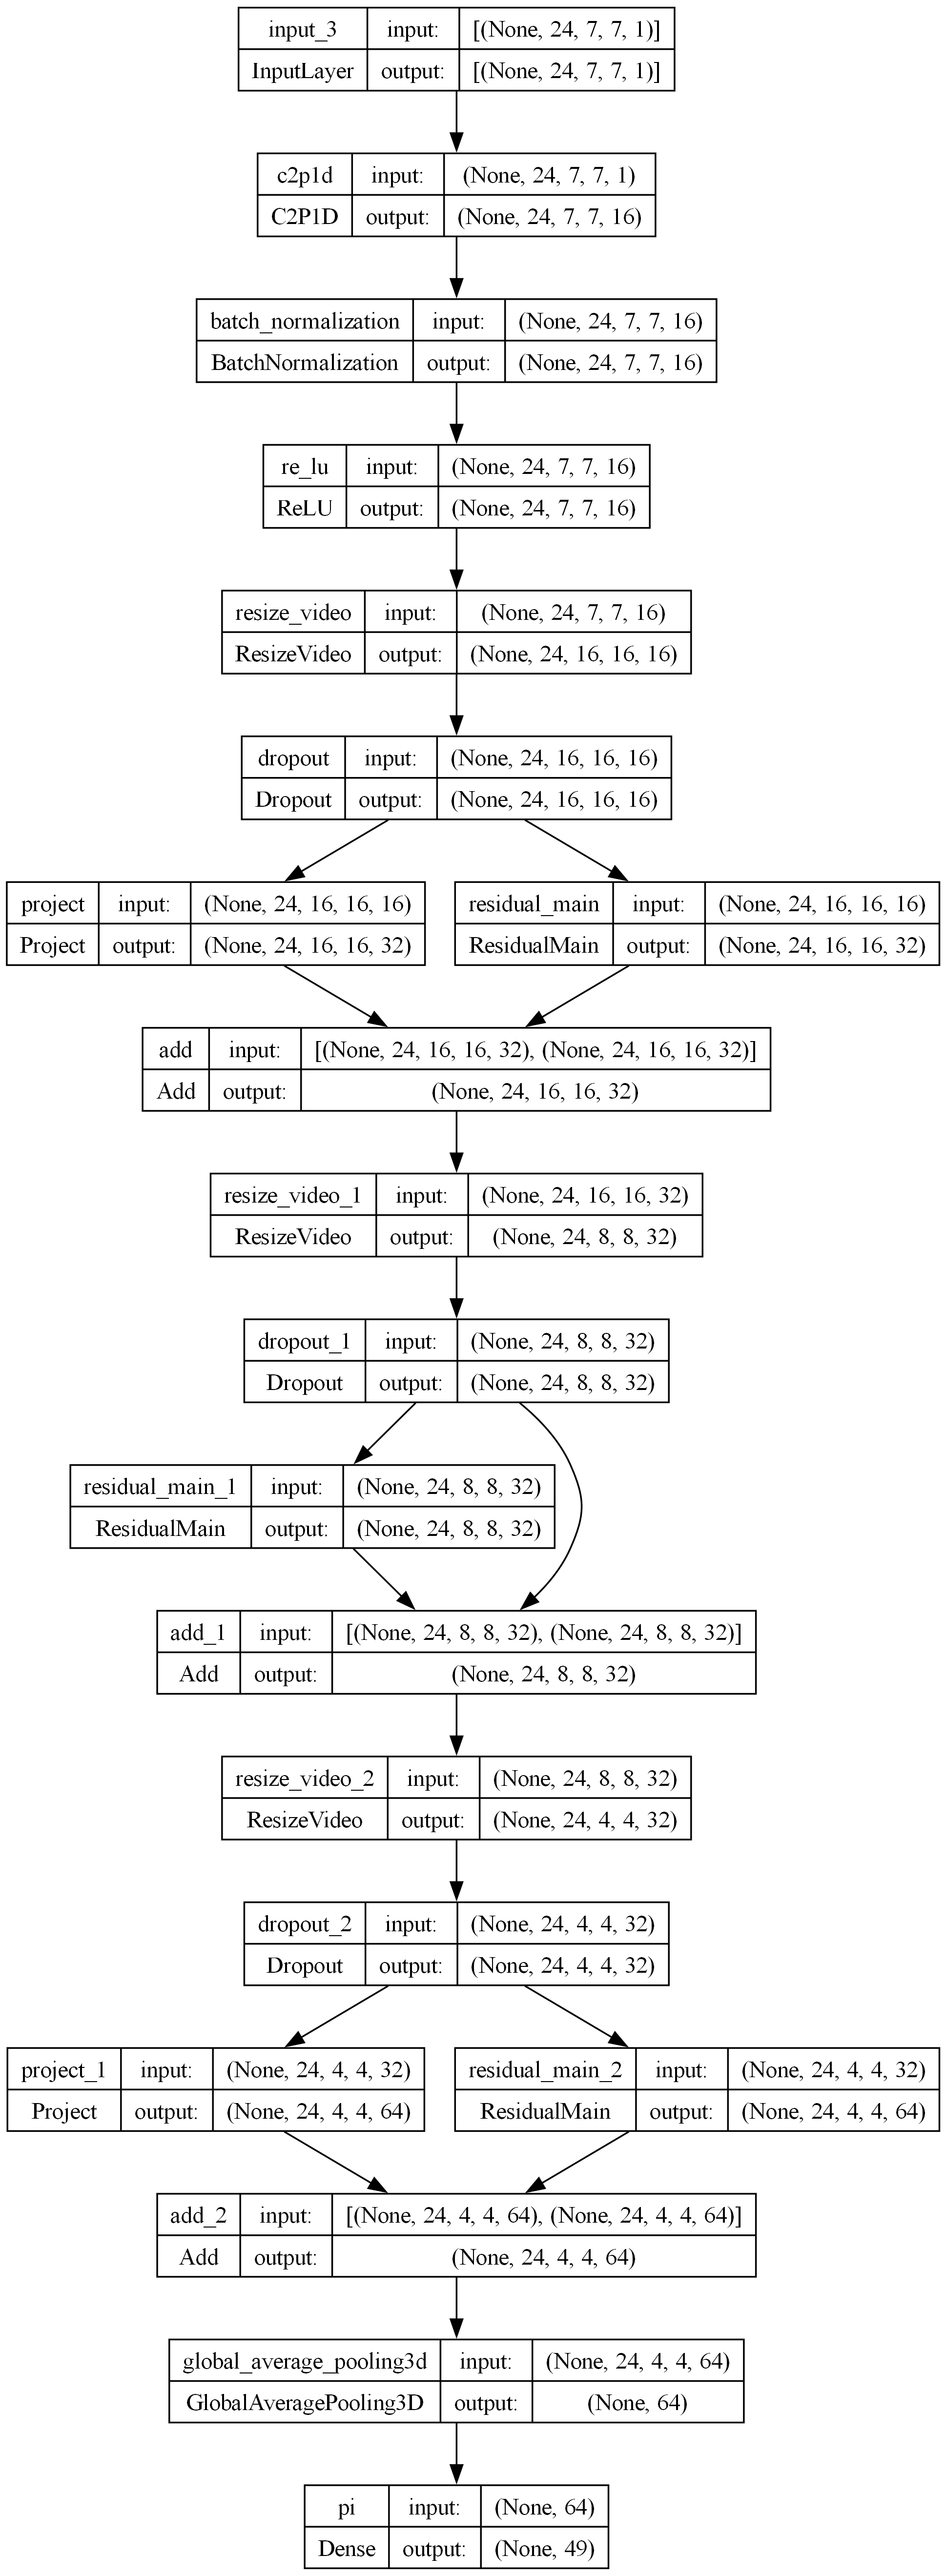 input_3 input: [(None, 24, 7, 7, 1)]
InputLayer output: [(None, 24, 7, 7, 1)]
c2p1d input: (None, 24, 7, 7, 1)
C2P1D output: (None, 24, 7, 7, 16)
batch_normalization input: (None, 24, 7, 7, 16)
BatchNormalization output: (None, 24, 7, 7, 16)
re_lu input: (None, 24, 7, 7, 16)
ReLU output: (None, 24, 7, 7, 16)
resize_video input: (None, 24, 7, 7, 16)
ResizeVideo output: (None, 24, 16, 16, 16)
dropout input: (None, 24, 16, 16, 16)
Dropout output: (None, 24, 16, 16, 16)
project input: (None, 24, 16, 16, 16)
Project output: (None, 24, 16, 16, 32)
residual_main input: (None, 24, 16, 16, 16)
ResidualMain output: (None, 24, 16, 16, 32)
add input: [(None, 24, 16, 16, 32), (None, 24, 16, 16, 32)]
Add output: (None, 24, 16, 16, 32)
resize_video_1 input: (None, 24, 16, 16, 32)
ResizeVideo output: (None, 24, 8, 8, 32)
dropout_1 input: (None, 24, 8, 8, 32)
Dropout output: (None, 24, 8, 8, 32)
residual_main_1 input: (None, 24, 8, 8, 32)
ResidualMain output: (None, 24, 8, 8, 32)
add_1 input: [(None, 24, 8, 8, 32), (None, 24, 8, 8, 32)]
Add output: (None, 24, 8, 8, 32)
resize_video_2 input: (None, 24, 8, 8, 32)
ResizeVideo output: (None, 24, 4, 4, 32)
dropout_2 input: (None, 24, 4, 4, 32)
Dropout output: (None, 24, 4, 4, 32)
project_1 input: (None, 24, 4, 4, 32)
Project output: (None, 24, 4, 4, 64)
residual_main_2 input: (None, 24, 4, 4, 32)
ResidualMain output: (None, 24, 4, 4, 64)
add_2 input: [(None, 24, 4, 4, 64), (None, 24, 4, 4, 64)]
Add output: (None, 24, 4, 4, 64)
global_average_pooling3d input: (None, 24, 4, 4, 64)
GlobalAveragePooling3D output: (None, 64)
pi input: (None, 64)
Dense output: (None, 49)